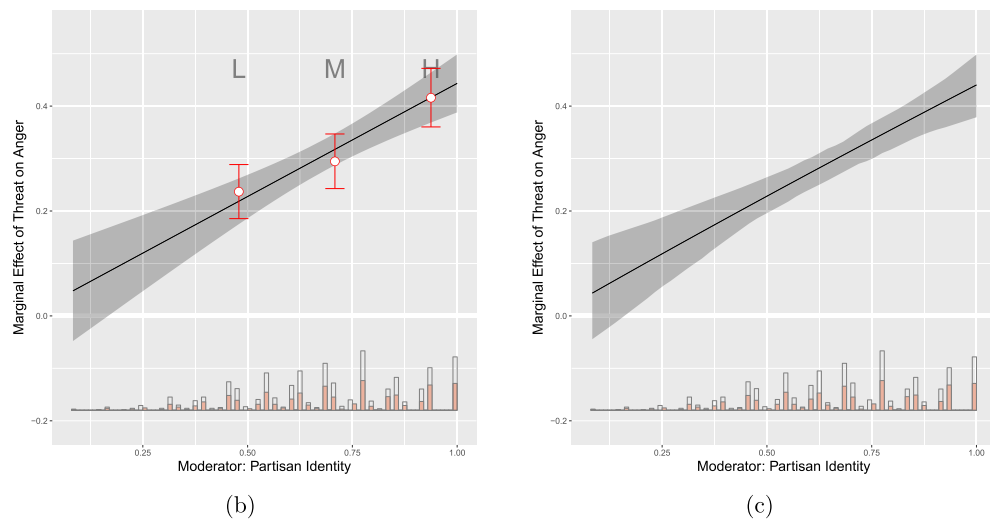 L M H
Marginal Effect of Threat on Anger
0.4
0.2
0.0
−0.2
0.25 0.50 0.75 1.00
Moderator: Partisan Identity
(b)
Marginal Effect of Threat on Anger
0.4
0.2
0.0
−0.2
0.25 0.50 0.75 1.00
Moderator: Partisan Identity
(c)